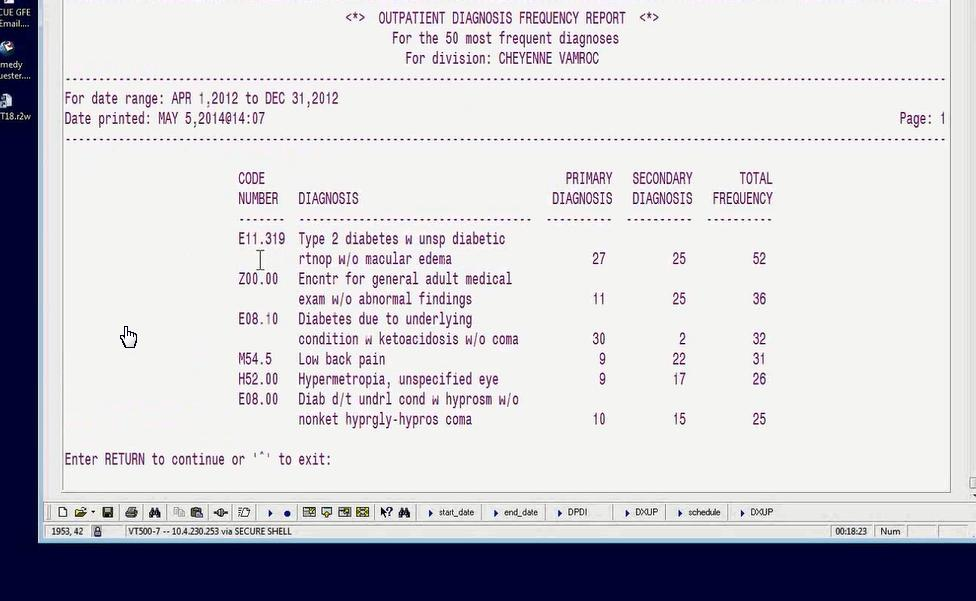 CUE GFE
Email....
medy
uester....
T18.r2w
<*> OUTPATIENT DIAGNOSIS FREQUENCY REPORT <*>
For the 50 most frequent diagnoses
For division: CHEYENNE VAMROC
For date range: APR 1,2012 to DEC 31,2012
Date printed: MAY 5,2014@14:07 Page: 1
CODE PRIMARY SECONDARY TOTAL
NUMBER DIAGNOSIS DIAGNOSIS DIAGNOSIS FREQUENCY
E11.319 Type 2 diabetes w unsp diabetic
rtnop w/o macular edema 27 25 52
Z00.00 Encntr for general adult medical
exam w/o abnormal findings 11 25 36
E08.10 Diabetes due to underlying
condition w ketoacidosis w/o coma 30 2 32
M54.5 Low back pain 9 22 31
H52.00 Hypermetropia, unspecified eye 9 17 26
E08.00 Diab d/t undrl cond w hyprosm w/o
nonket hyprgly-hypros coma 10 15 25
Enter RETURN to continue or '^' to exit:
start_date end_date DPDI DXUP schedule DXUP
1953, 42 VT500-7 -- 10.4.230.253 via SECURE SHELL 00:18:23 Num